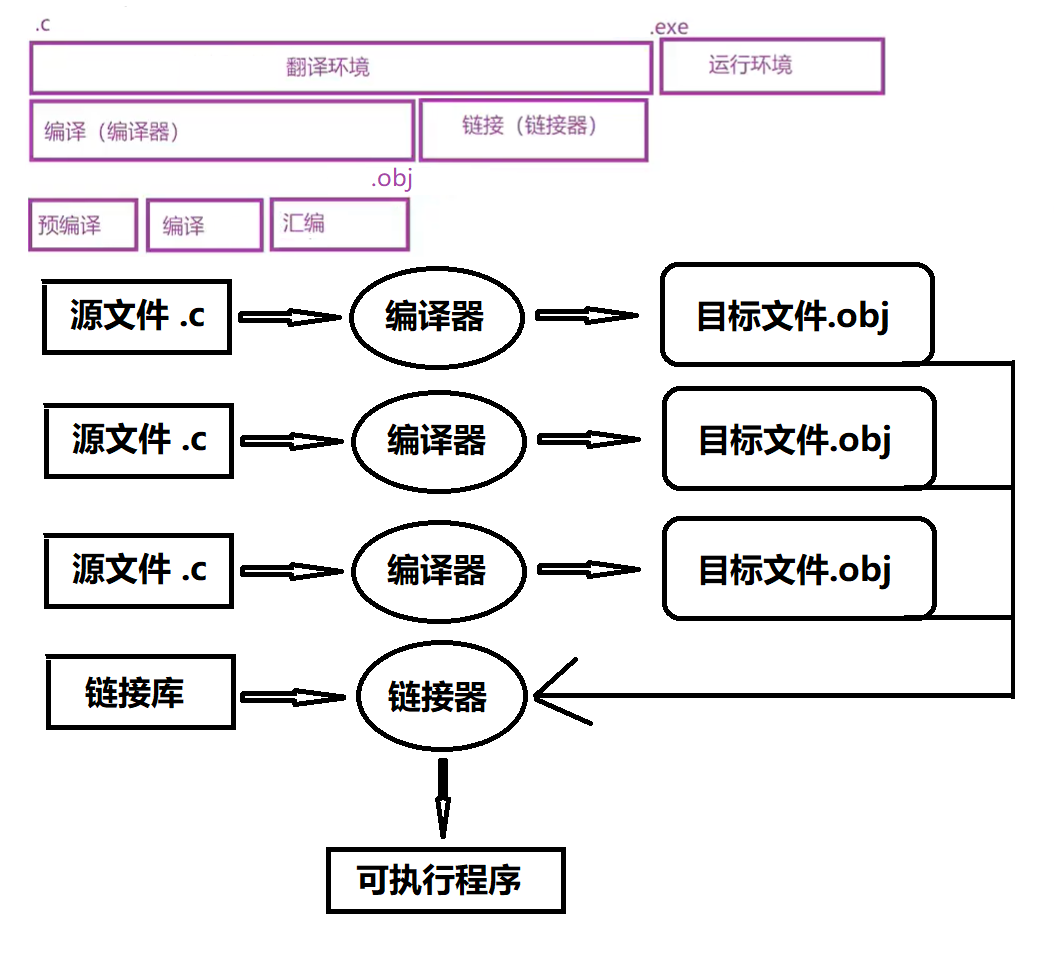 .c
.exe
翻译环境
运行环境
编译（编译器）
链接（链接器）
.obj
预编译
编译
汇编
源文件 .c
编译器
目标文件.obj
源文件 .c
编译器
目标文件.obj
源文件 .c
编译器
目标文件.obj
链接库
链接器
可执行程序